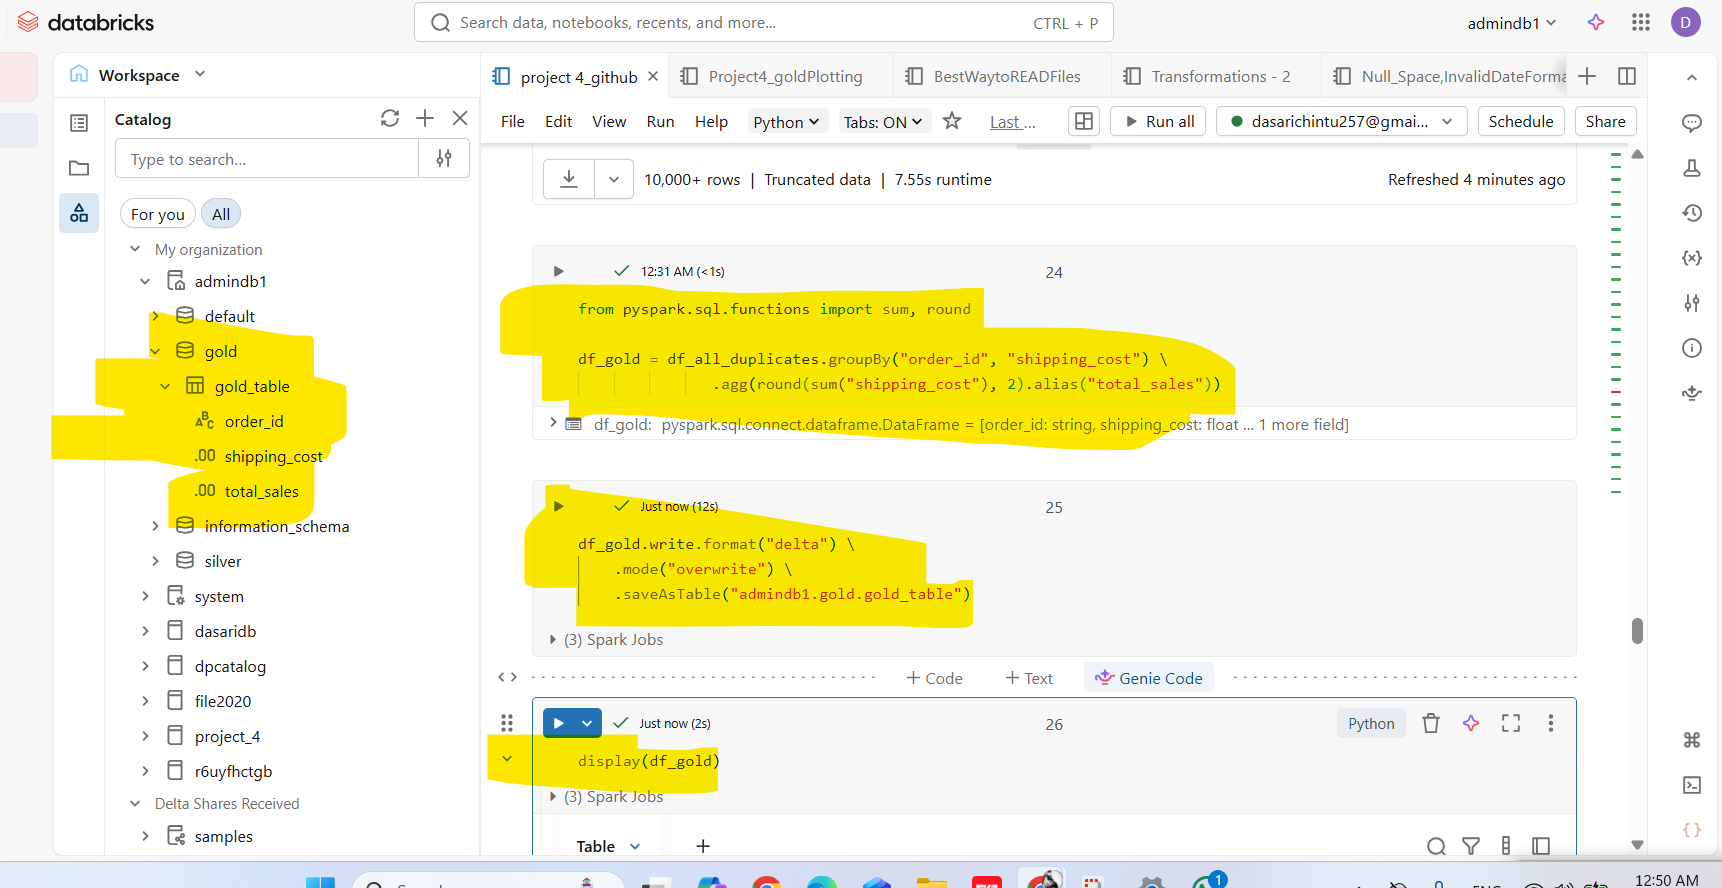 databricks
Search data, notebooks, recents, and more...
CTRL + P
admindb1
D
Workspace
project 4_github
Project4_goldPlotting
BestWaytoREADFiles
Transformations - 2
Null_Space,InvalidDateForma
Catalog
File
Edit
View
Run
Help
Python
Tabs: ON
Last ...
Run all
dasarichintu257@gmai...
Schedule
Share
Type to search...
For you
All
My organization
admindb1
default
gold
gold_table
order_id
shipping_cost
total_sales
information_schema
silver
system
dasaridb
dpcatalog
file2020
project_4
r6uyfhctgb
Delta Shares Received
samples
10,000+ rows | Truncated data | 7.55s runtime
Refreshed 4 minutes ago
12:31 AM (<1s)
24
from pyspark.sql.functions import sum, round
df_gold = df_all_duplicates.groupBy("order_id", "shipping_cost") \
.agg(round(sum("shipping_cost"), 2).alias("total_sales"))
df_gold: pyspark.sql.connect.dataframe.DataFrame = [order_id: string, shipping_cost: float ... 1 more field]
Just now (12s)
25
df_gold.write.format("delta") \
.mode("overwrite") \
.saveAsTable("admindb1.gold.gold_table")
(3) Spark Jobs
Code
Text
Genie Code
Just now (2s)
26
Python
display(df_gold)
(3) Spark Jobs
Table
1
12:50 AM